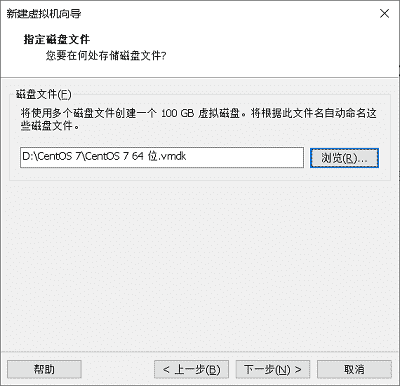 新建虚拟机向导
指定磁盘文件
您要在何处存储磁盘文件?
磁盘文件(F)
将使用多个磁盘文件创建一个 100 GB 虚拟磁盘。将根据此文件名自动命名这
些磁盘文件。
D:\CentOS 7\CentOS 7 64 位.vmdk
浏览(R)...
帮助
< 上一步(B)
下一步(N) >
取消